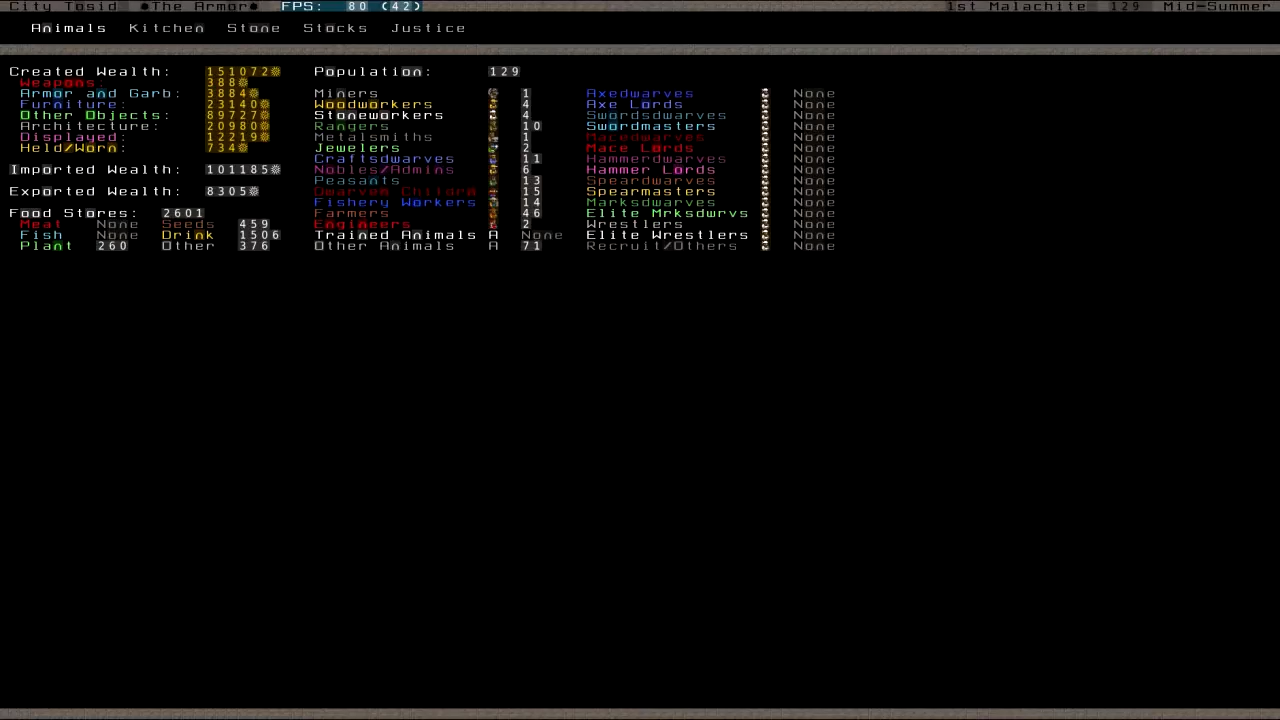 City Tosid ●The Armor● FPS: 80 (42) 1st Malachite 129 Mid-Summer
Animals Kitchen Stone Stocks Justice
Created Wealth: 151072☼ Population: 129
Weapons: 388☼
Armor and Garb: 3884☼ Miners 1 Axedwarves None
Furniture: 23140☼ Woodworkers 4 Axe Lords None
Other Objects: 89727☼ Stoneworkers 4 Swordsdwarves None
Architecture: 20980☼ Rangers 10 Swordmasters None
Displayed: 12219☼ Metalsmiths 1 Macedwarves None
Held/Worn: 734☼ Jewelers 2 Mace Lords None
Craftsdwarves 11 Hammerdwarves None
Imported Wealth: 101185☼ Nobles/Admins 6 Hammer Lords None
Peasants 13 Speardwarves None
Exported Wealth: 8305☼ Dwarven Childrn 15 Spearmasters None
Fishery Workers 14 Marksdwarves None
Food Stores: 2601 Farmers 46 Elite Mrksdwrvs None
Meat None Seeds 459 Engineers 2 Wrestlers None
Fish None Drink 1506 Trained Animals A None Elite Wrestlers None
Plant 260 Other 376 Other Animals A 71 Recruit/Others None